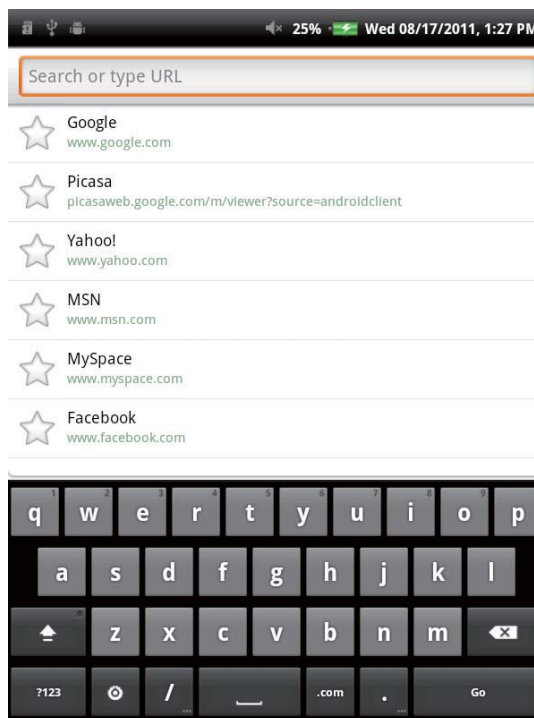 25% Wed 08/17/2011, 1:27 PM
Search or type URL
Google
www.google.com
Picasa
picasaweb.google.com/m/viewer?source=androidclient
Yahoo!
www.yahoo.com
MSN
www.msn.com
MySpace
www.myspace.com
Facebook
www.facebook.com
1 2 3 4 5 6 7 8 9
q w e r t y u i o p
a s d f g h j k l
z x c v b n m
?123 / ... .com . ... Go